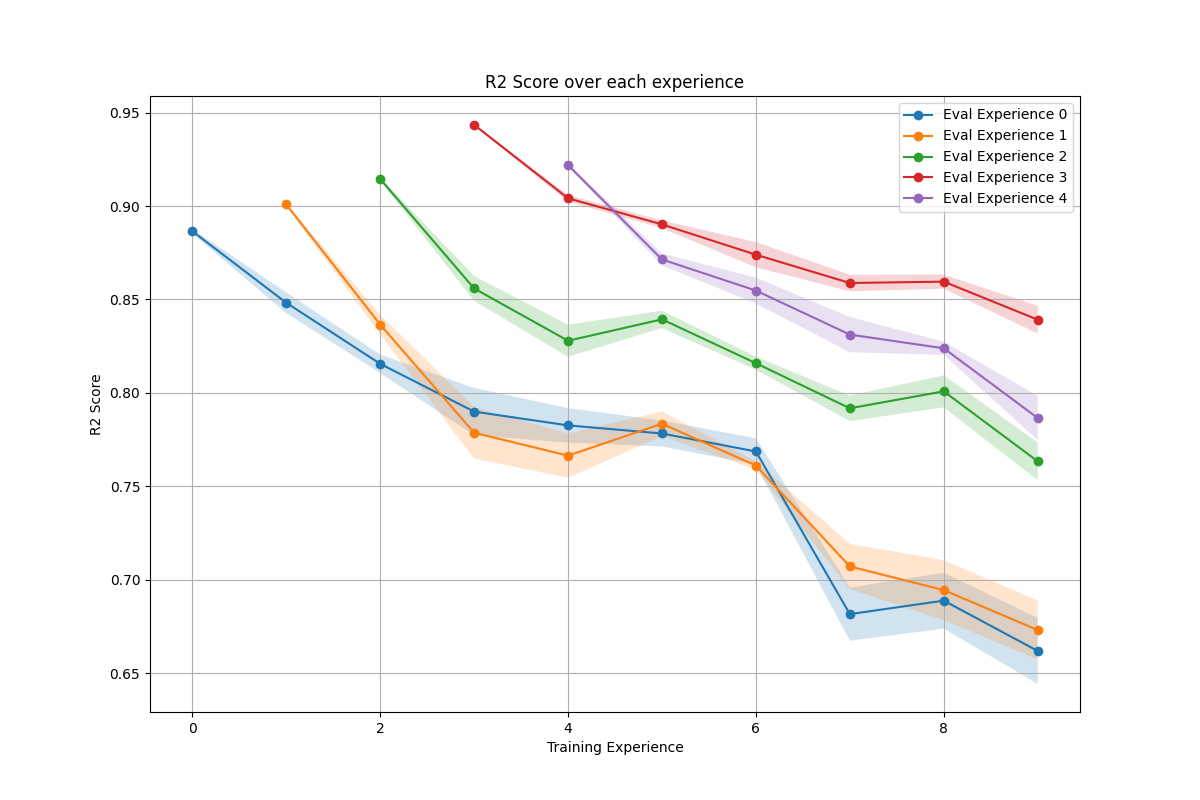 R2 Score over each experience
0.95
0.90
0.85
0.80
0.75
0.70
0.65
R2 Score
0
2
4
6
8
Training Experience
Eval Experience 0
Eval Experience 1
Eval Experience 2
Eval Experience 3
Eval Experience 4